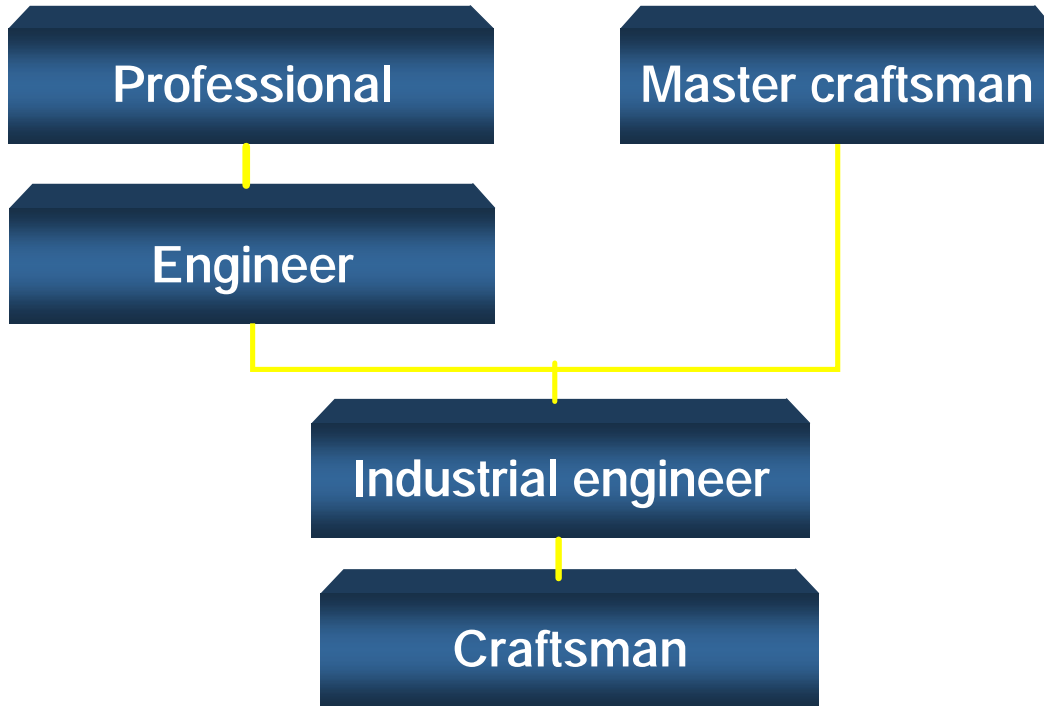 Professional
Master craftsman
Engineer
Industrial engineer
Craftsman